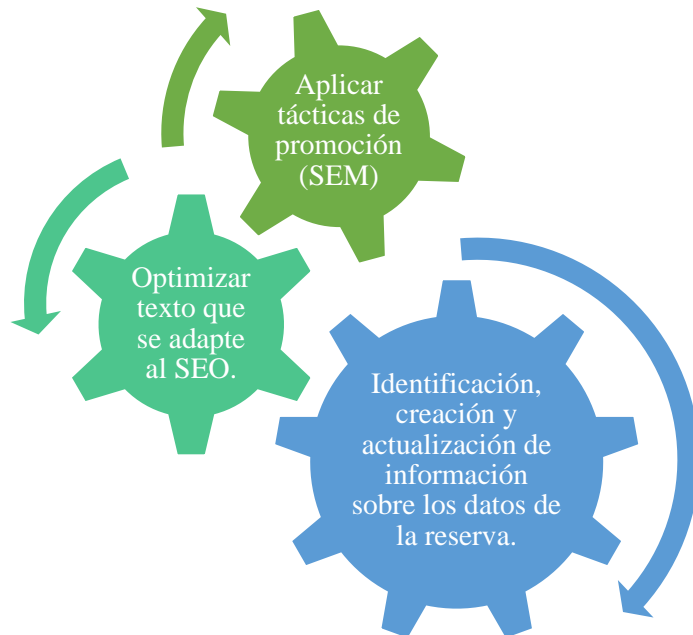 Aplicar
tácticas de
promoción
(SEM)
Optimizar
texto que
se adapte
al SEO.
Identificación,
creación y
actualización de
información
sobre los datos de
la reserva.